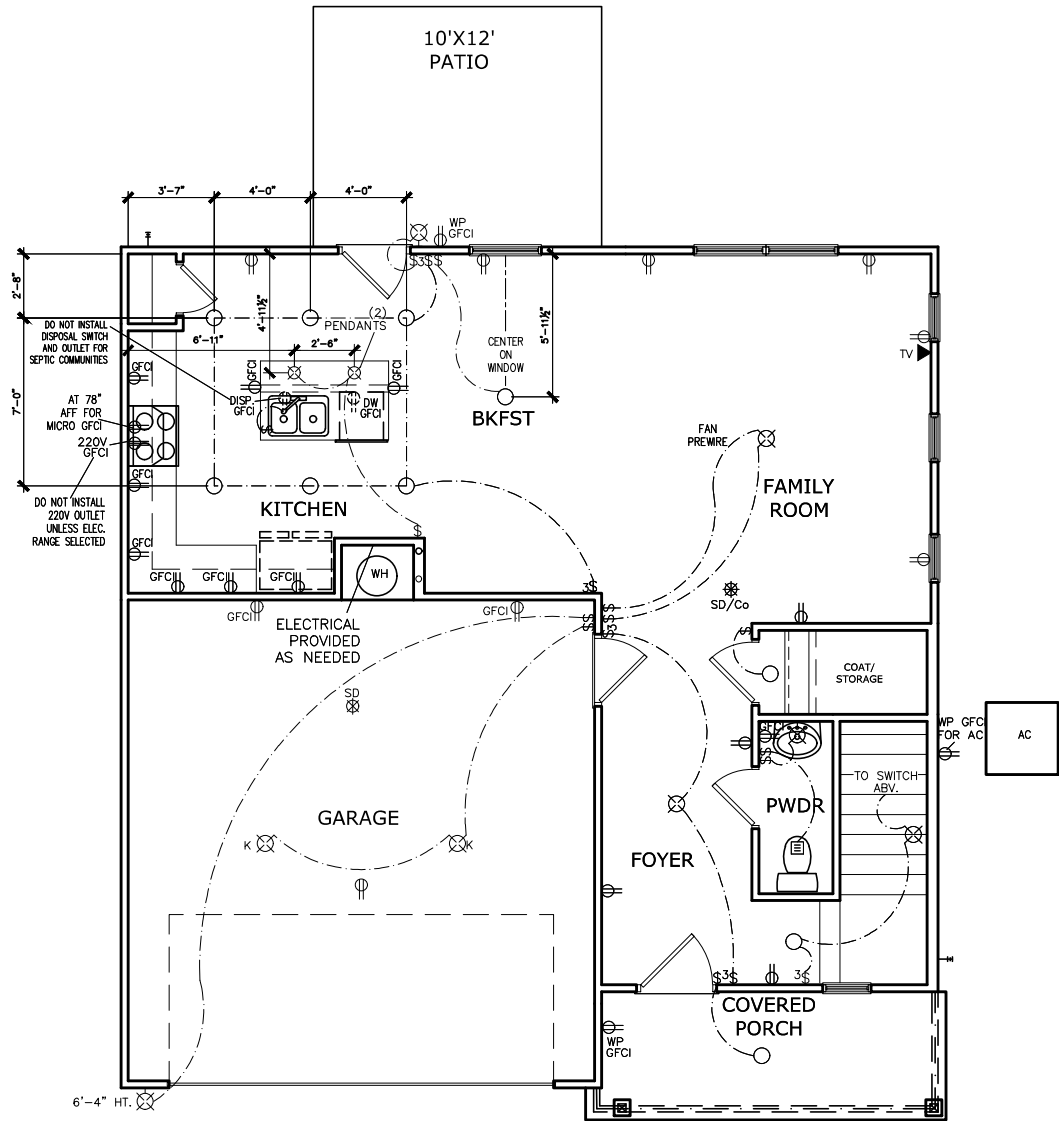 10'X12'
PATIO
3'-7"
4'-0"
4'-0"
WP
GFCI
$3$$
2'-8"
4'-11½"
5'-11½"
(2)
PENDANTS
DO NOT INSTALL
DISPOSAL SWITCH
AND OUTLET FOR
SEPTIC COMMUNITIES
6'-11"
2'-6"
CENTER
ON
WINDOW
TV
GFCI
GFCI
GFCI
7'-0"
DISP.
GFCI
DW
GFCI
$
AT 78"
AFF FOR
MICRO GFCI
220V
GFCI
GFCI
BKFST
FAN
PREWIRE
DO NOT INSTALL
220V OUTLET
UNLESS ELEC.
RANGE SELECTED
KITCHEN
FAMILY
ROOM
$
GFCI
GFCI
GFCI
GFCI
WH
3$
SD/Co
GFCI
GFCI
$
$
$
$
$
$3
$
ELECTRICAL
PROVIDED
AS NEEDED
COAT/
STORAGE
SD
GFCI
$$
WP GFCI
FOR AC
AC
TO SWITCH
ABV.
PWDR
GARAGE
K
K
FOYER
$3$
3$
COVERED
PORCH
WP
GFCI
6'-4" HT.